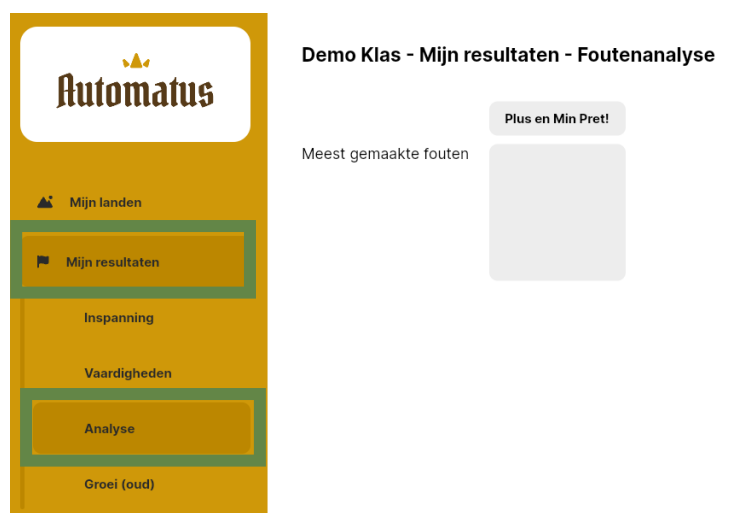 Automatus
Mijn landen
Mijn resultaten
Inspanning
Vaardigheden
Analyse
Groei (oud)
Demo Klas - Mijn resultaten - Foutenanalyse
Plus en Min Pret!
Meest gemaakte fouten